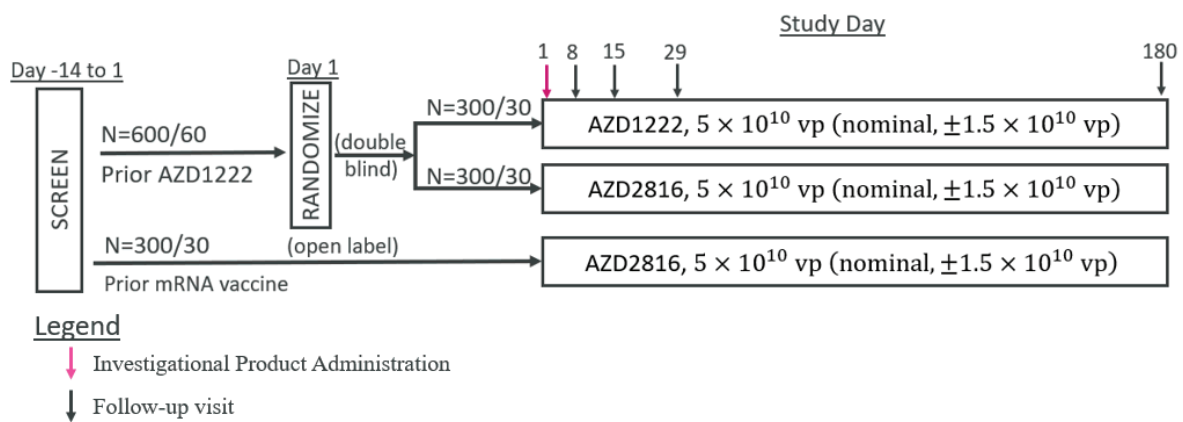 Study Day
1 8 15 29 180
Day -14 to 1
Day 1
SCREEN
N=600/60
Prior AZD1222
RANDOMIZE
(double
blind)
N=300/30
AZD1222, 5 × 10¹⁰ vp (nominal, ±1.5 × 10¹⁰ vp)
N=300/30
AZD2816, 5 × 10¹⁰ vp (nominal, ±1.5 × 10¹⁰ vp)
N=300/30
(open label)
Prior mRNA vaccine
AZD2816, 5 × 10¹⁰ vp (nominal, ±1.5 × 10¹⁰ vp)
Legend
Investigational Product Administration
Follow-up visit